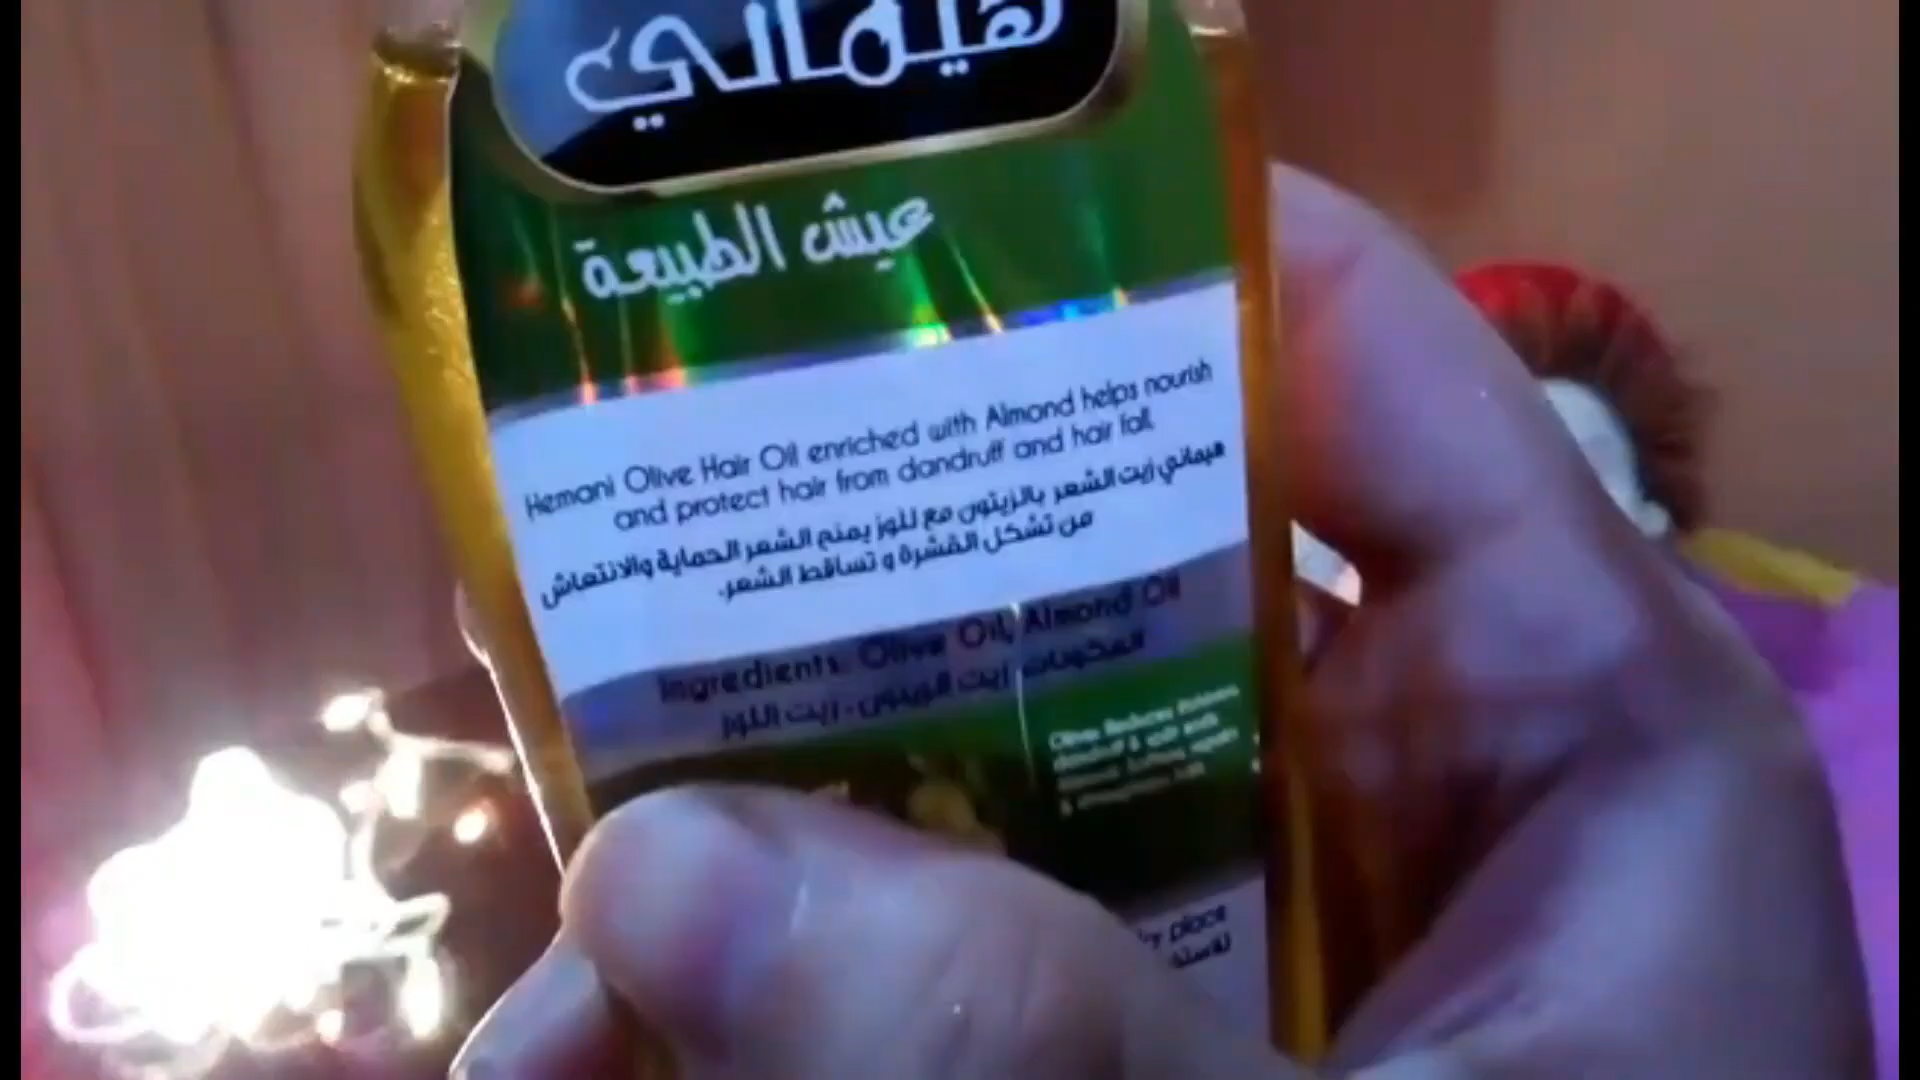 هيماني
عيش الطبيعة
Hemani Olive Hair Oil enriched with Almond helps nourish
and protect hair from dandruff and hair fall.
هيماني زيت الشعر بالزيتون مع للوز يمنح الشعر الحماية والانتعاش
من تشكل القشرة و تساقط الشعر.
Ingredients: Olive Oil, Almond Oil
المكونات: زيت الزيتون - زيت اللوز
place